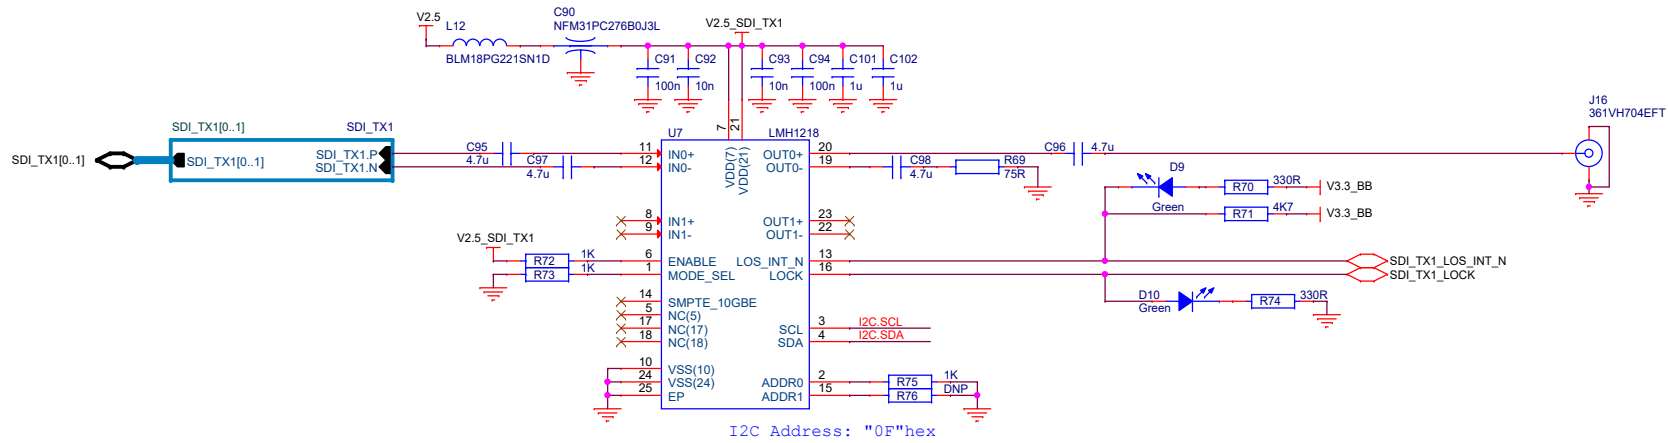 C90
V2.5 L12 NFM31PC276B0J3L V2.5_SDI_TX1
BLM18PG221SN1D C91 C92 C93 C94 C101 C102
100n 10n 10n 100n 1u 1u
J16
361VH704EFT
SDI_TX1[0..1] SDI_TX1 7 21
U7 LMH1218
SDI_TX1[0..1] SDI_TX1[0..1] SDI_TX1.P C95 11 IN0+ VDD(7) VDD(21) OUT0+ 20 C96 4.7u
SDI_TX1.N 4.7u C97 12 IN0- OUT0- 19 C98 R69
4.7u 4.7u 75R
D9 330R
Green R70 V3.3_BB
4K7
R71 V3.3_BB
8 IN1+ OUT1+ 23
9 IN1- OUT1- 22
V2.5_SDI_TX1
R72 1K 6 ENABLE LOS_INT_N 13 SDI_TX1_LOS_INT_N
R73 1K 1 MODE_SEL LOCK 16 SDI_TX1_LOCK
14 SMPTE_10GBE D10 R74 330R
5 NC(5) Green
17 NC(17) SCL 3 I2C.SCL
18 NC(18) SDA 4 I2C.SDA
10 VSS(10)
24 VSS(24) ADDR0 2 R75 1K
25 EP ADDR1 15 R76 DNP
I2C Address: "0F"hex